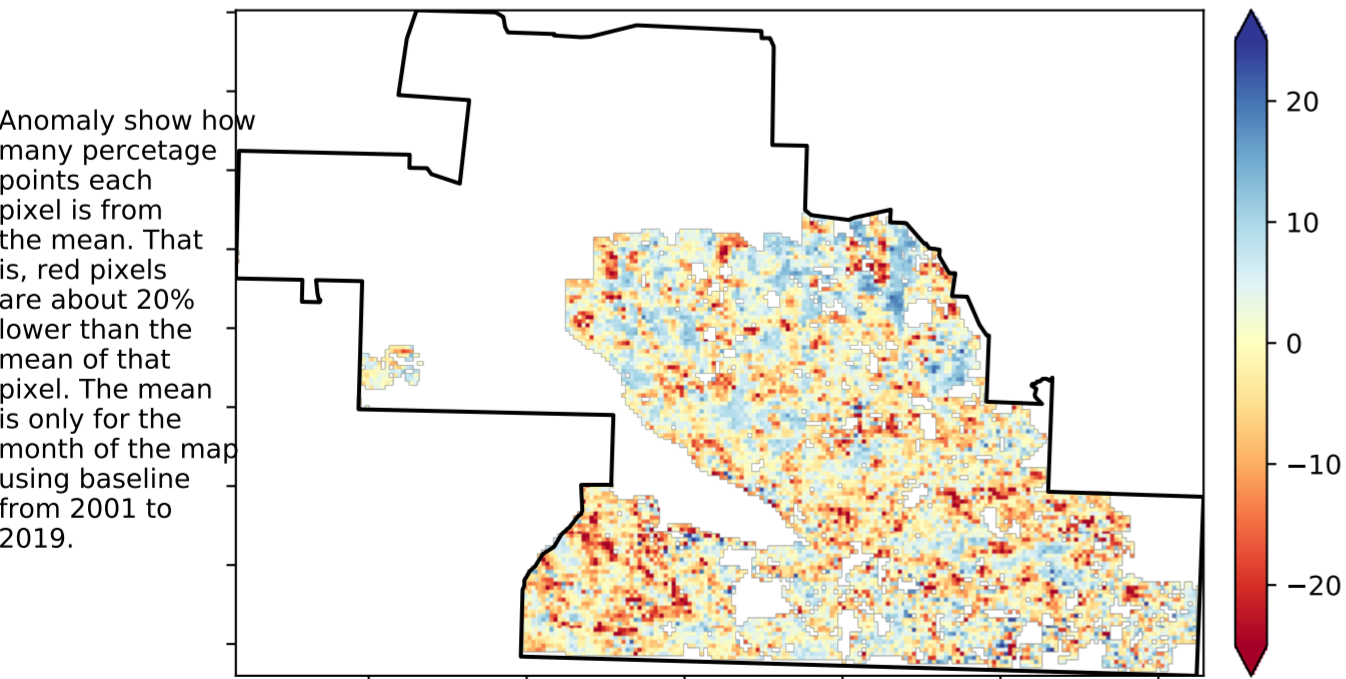 Anomaly show how
many percetage
points each
pixel is from
the mean. That
is, red pixels
are about 20%
lower than the
mean of that
pixel. The mean
is only for the
month of the map
using baseline
from 2001 to
2019.
20
10
0
−10
−20